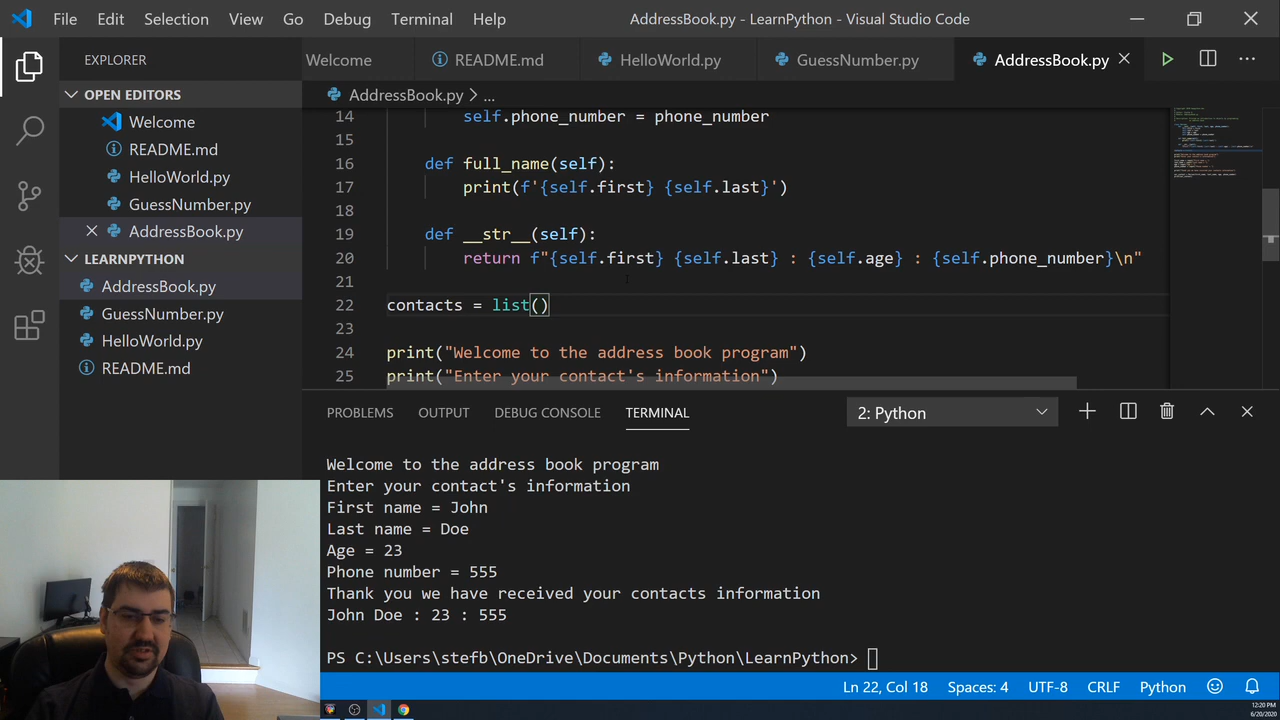 File Edit Selection View Go Debug Terminal Help AddressBook.py - LearnPython - Visual Studio Code
EXPLORER
Welcome README.md HelloWorld.py GuessNumber.py AddressBook.py
OPEN EDITORS
Welcome
README.md
HelloWorld.py
GuessNumber.py
AddressBook.py
LEARNPYTHON
AddressBook.py
GuessNumber.py
HelloWorld.py
README.md
AddressBook.py > ...
14 self.phone_number = phone_number
15
16 def full_name(self):
17 print(f'{self.first} {self.last}')
18
19 def __str__(self):
20 return f"{self.first} {self.last} : {self.age} : {self.phone_number}\n"
21
22 contacts = list()
23
24 print("Welcome to the address book program")
25 print("Enter your contact's information")
PROBLEMS OUTPUT DEBUG CONSOLE TERMINAL 2: Python
Welcome to the address book program
Enter your contact's information
First name = John
Last name = Doe
Age = 23
Phone number = 555
Thank you we have received your contacts information
John Doe : 23 : 555
PS C:\Users\stefb\OneDrive\Documents\Python\LearnPython>
Ln 22, Col 18 Spaces: 4 UTF-8 CRLF Python
12:20 PM
6/20/2020